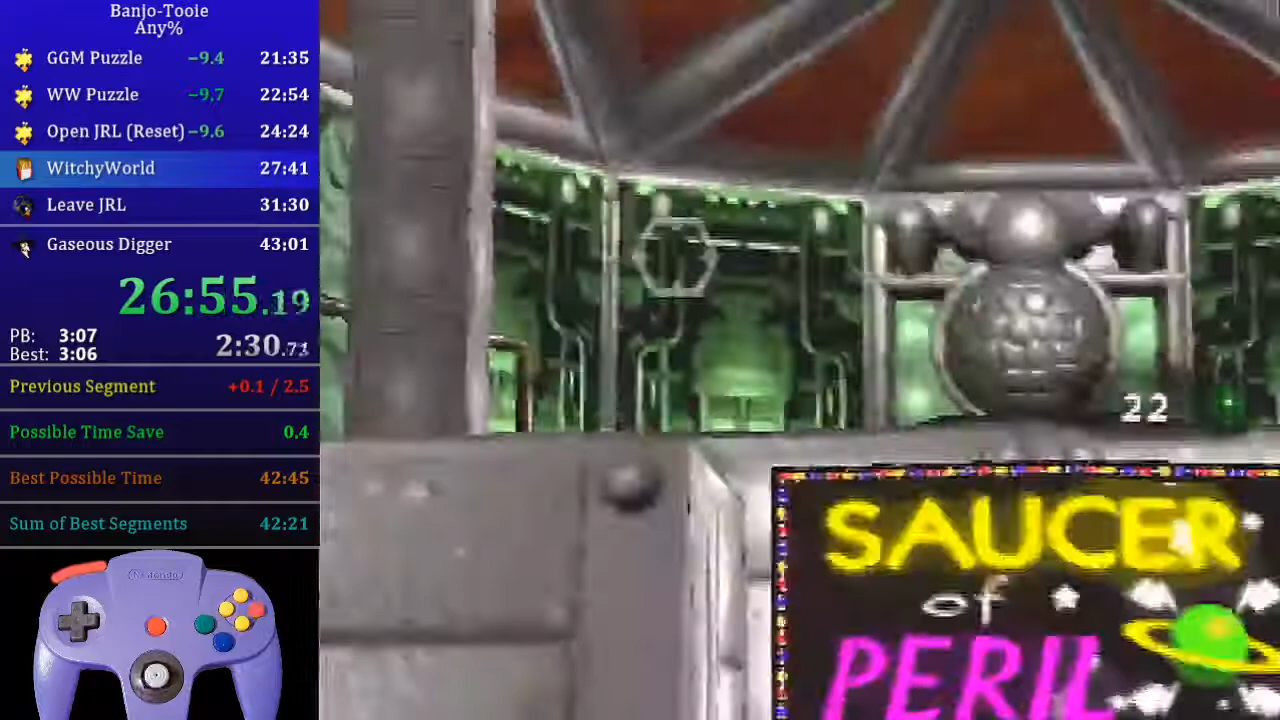 Banjo-Tooie
Any%
GGM Puzzle -9.4 21:35
WW Puzzle -9.7 22:54
Open JRL (Reset) -9.6 24:24
WitchyWorld 27:41
Leave JRL 31:30
Gaseous Digger 43:01
26:55.19
PB: 3:07
Best: 3:06
2:30.71
Previous Segment +0.1 / 2.5
Possible Time Save 0.4
Best Possible Time 42:45
Sum of Best Segments 42:21
Nintendo
22
SAUCER
of
PERIL